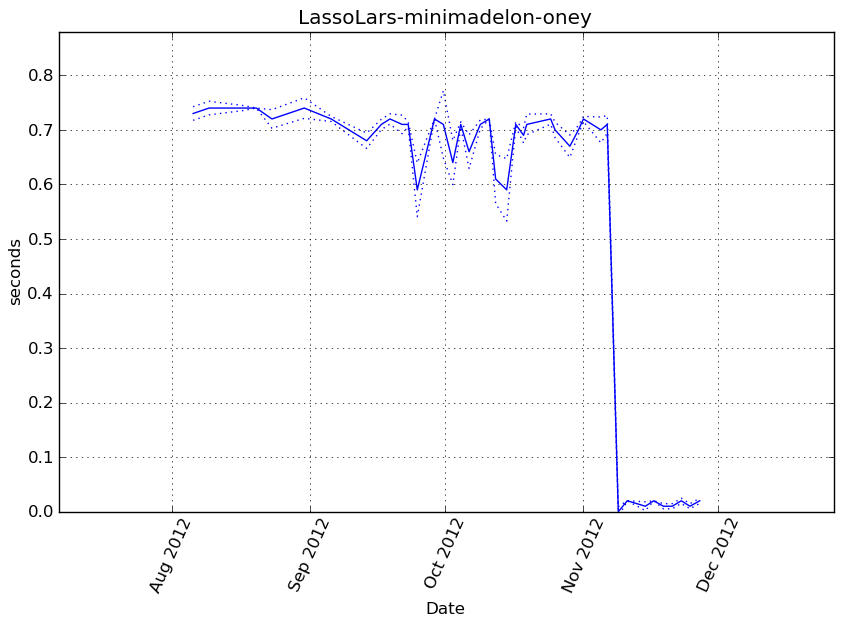 LassoLars-minimadelon-oney
0.8
0.7
0.6
0.5
0.4
0.3
0.2
0.1
0.0
seconds
Aug 2012
Sep 2012
Oct 2012
Nov 2012
Dec 2012
Date